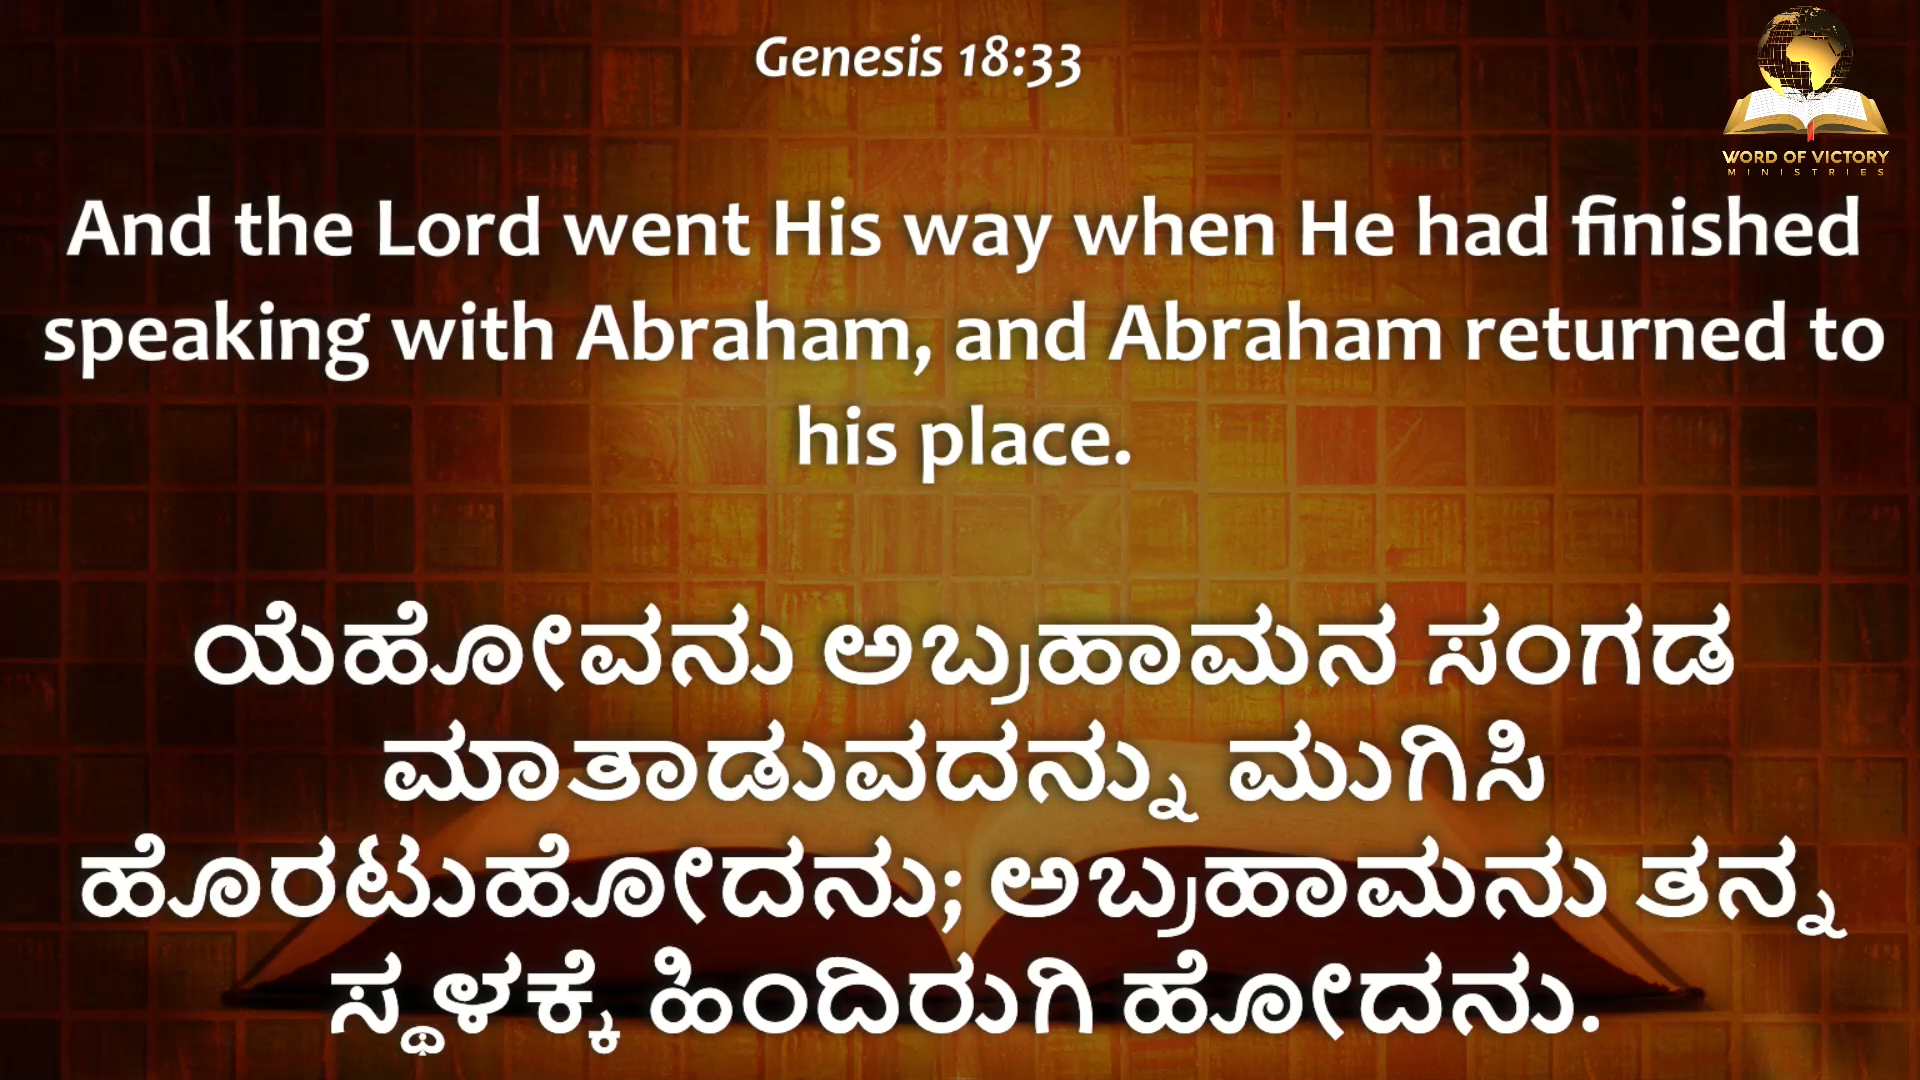 Genesis 18:33
WORD OF VICTORY
MINISTRIES
And the Lord went His way when He had finished
speaking with Abraham, and Abraham returned to
his place.
ಯೆಹೋವನು ಅಬ್ರಹಾಮನ ಸಂಗಡ
ಮಾತಾಡುವದನ್ನು ಮುಗಿಸಿ
ಹೊರಟುಹೋದನು; ಅಬ್ರಹಾಮನು ತನ್ನ
ಸ್ಥಳಕ್ಕೆ ಹಿಂದಿರುಗಿ ಹೋದನು.